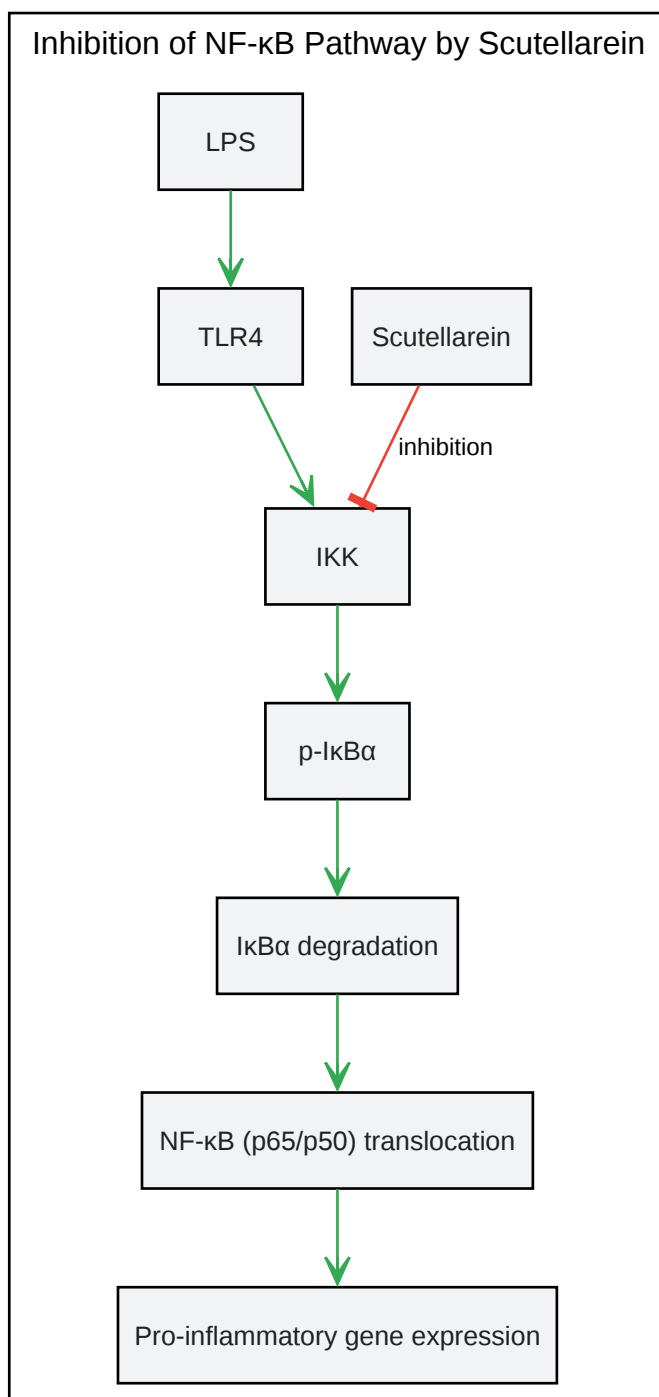 Inhibition of NF-κB Pathway by Scutellarein
LPS
TLR4
Scutellarein
inhibition
IKK
p-IκBα
IκBα degradation
NF-κB (p65/p50) translocation
Pro-inflammatory gene expression